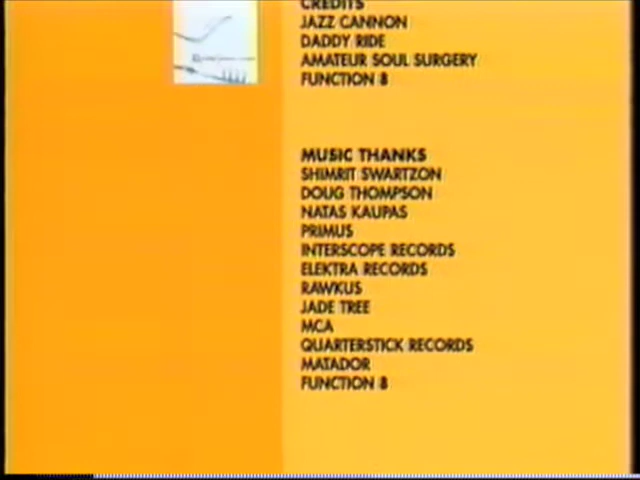 CREDITS
JAZZ CANNON
DADDY RIDE
AMATEUR SOUL SURGERY
FUNCTION 8
MUSIC THANKS
SHIMRIT SWARTZON
DOUG THOMPSON
NATAS KAUPAS
PRIMUS
INTERSCOPE RECORDS
ELEKTRA RECORDS
RAWKUS
JADE TREE
MCA
QUARTERSTICK RECORDS
MATADOR
FUNCTION 8